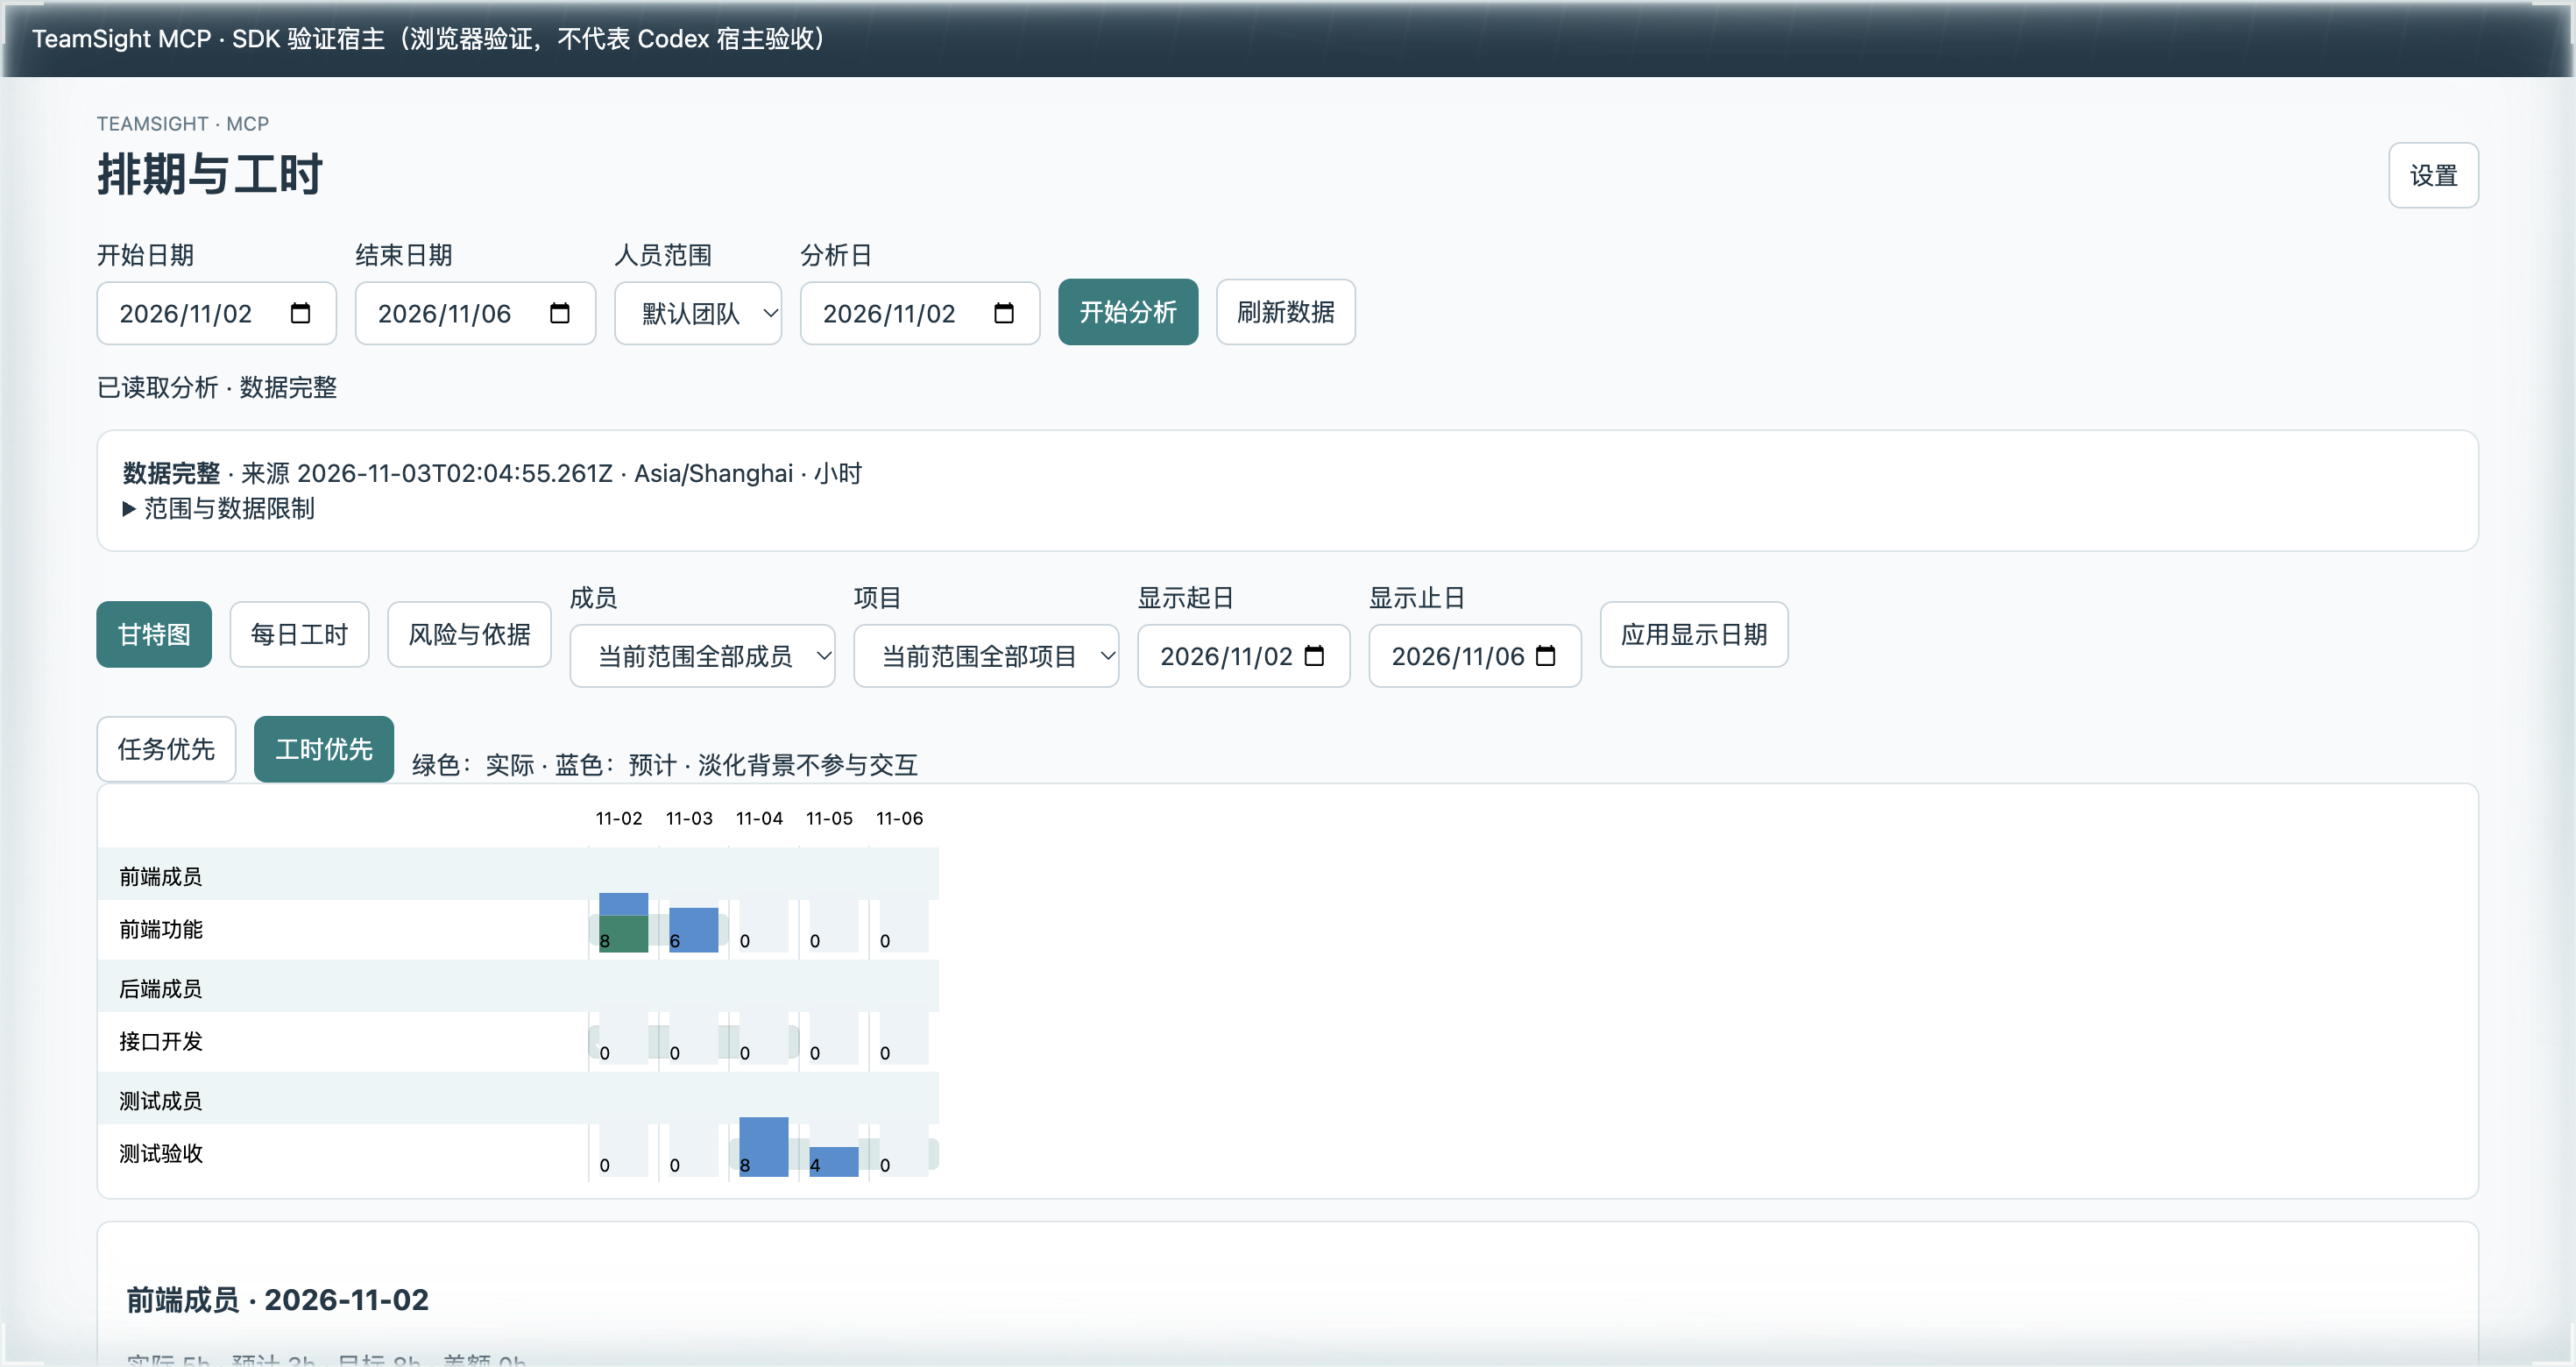 TeamSight MCP · SDK 验证宿主（浏览器验证，不代表 Codex 宿主验收）
TEAMSIGHT · MCP
排期与工时
设置
开始日期 结束日期 人员范围 分析日
2026/11/02 2026/11/06 默认团队 2026/11/02 开始分析 刷新数据
已读取分析 · 数据完整
数据完整 · 来源 2026-11-03T02:04:55.261Z · Asia/Shanghai · 小时
▶ 范围与数据限制
成员 项目 显示起日 显示止日
甘特图 每日工时 风险与依据 当前范围全部成员 当前范围全部项目 2026/11/02 2026/11/06 应用显示日期
任务优先 工时优先 绿色：实际 · 蓝色：预计 · 淡化背景不参与交互
11-02 11-03 11-04 11-05 11-06
前端成员
前端功能 8 6 0 0 0
后端成员
接口开发 0 0 0 0 0
测试成员
测试验收 0 0 8 4 0
前端成员 · 2026-11-02
实际 5h · 预计 3h · 目标 8h · 差额 0h